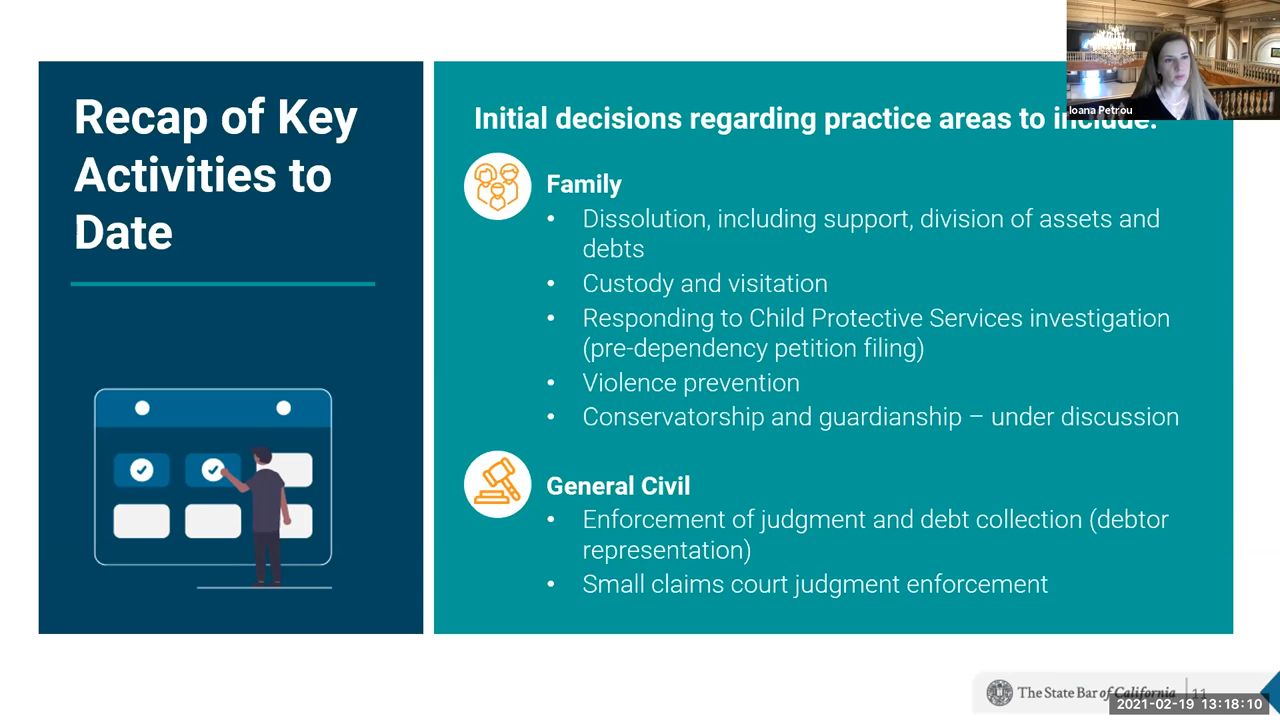 Recap of Key
Activities to
Date
Initial decisions regarding practice areas to include:
Ioana Petrou
Family
• Dissolution, including support, division of assets and
debts
• Custody and visitation
• Responding to Child Protective Services investigation
(pre-dependency petition filing)
• Violence prevention
• Conservatorship and guardianship – under discussion
General Civil
• Enforcement of judgment and debt collection (debtor
representation)
• Small claims court judgment enforcement
The State Bar of California 11
2021-02-19 13:18:10